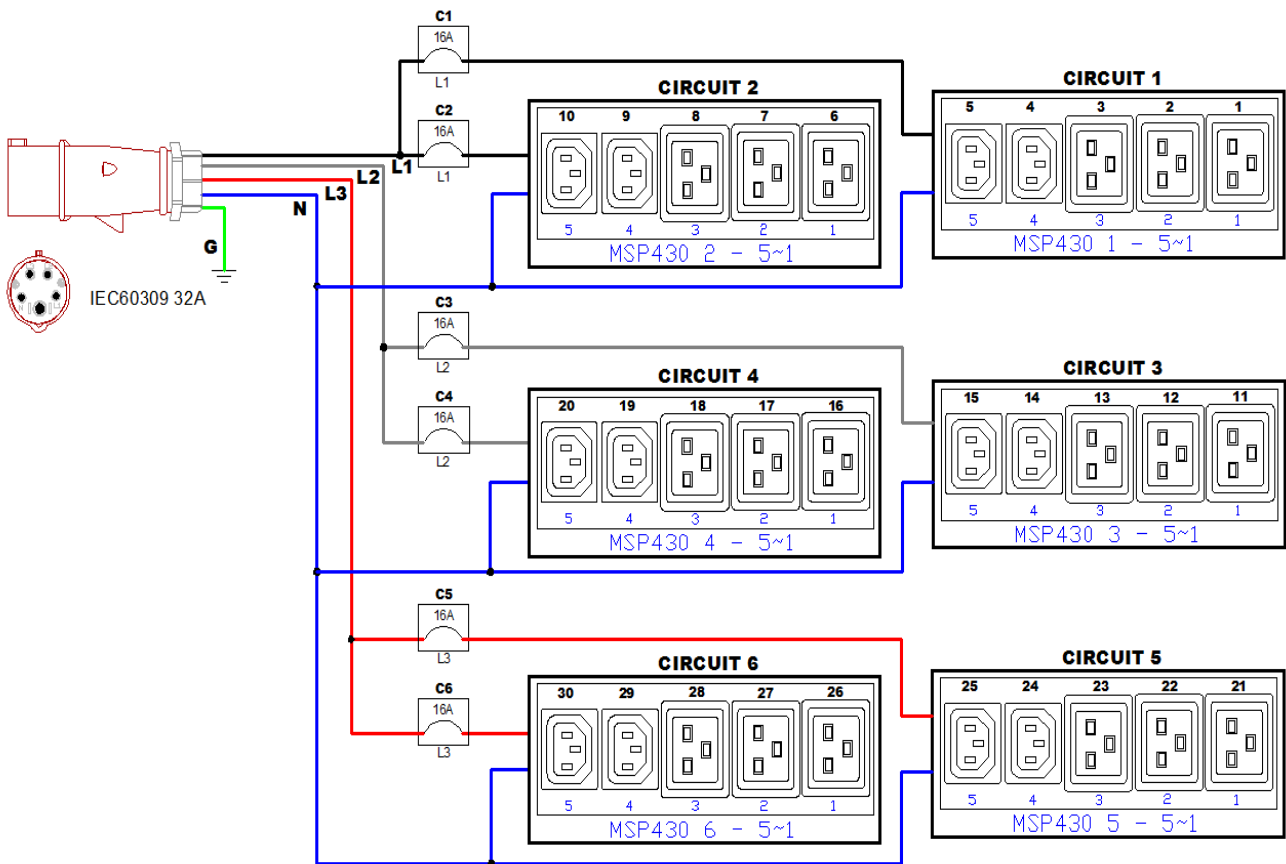 C1
16A
L1
CIRCUIT 1
CIRCUIT 2
C2
16A
L1
10 9 8 7 6
5 4 3 2 1
5 4 3 2 1
MSP430 2 - 5~1
5 4 3 2 1
MSP430 1 - 5~1
L1
L2
L3
N
G
IEC60309 32A
C3
16A
L2
CIRCUIT 3
CIRCUIT 4
C4
16A
L2
20 19 18 17 16
15 14 13 12 11
5 4 3 2 1
MSP430 4 - 5~1
5 4 3 2 1
MSP430 3 - 5~1
C5
16A
L3
CIRCUIT 5
CIRCUIT 6
C6
16A
L3
30 29 28 27 26
25 24 23 22 21
5 4 3 2 1
MSP430 6 - 5~1
5 4 3 2 1
MSP430 5 - 5~1